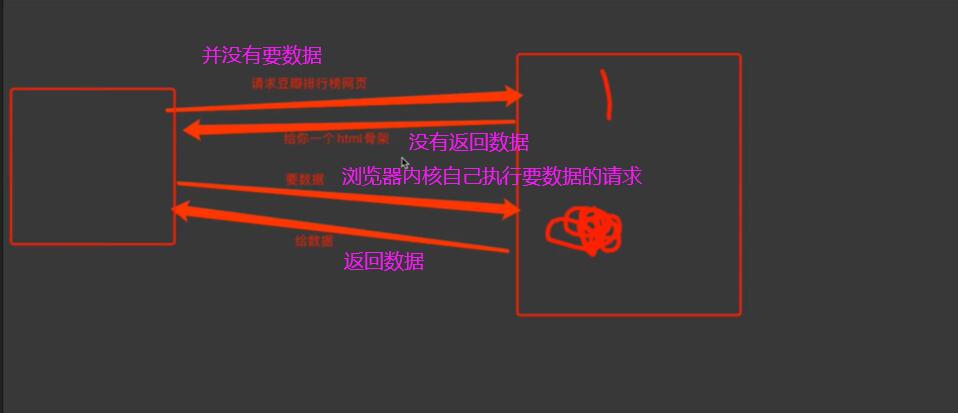 并没有要数据
请求豆瓣排行榜网页
给你一个html骨架
没有返回数据
要数据
浏览器内核自己执行要数据的请求
给数据
返回数据